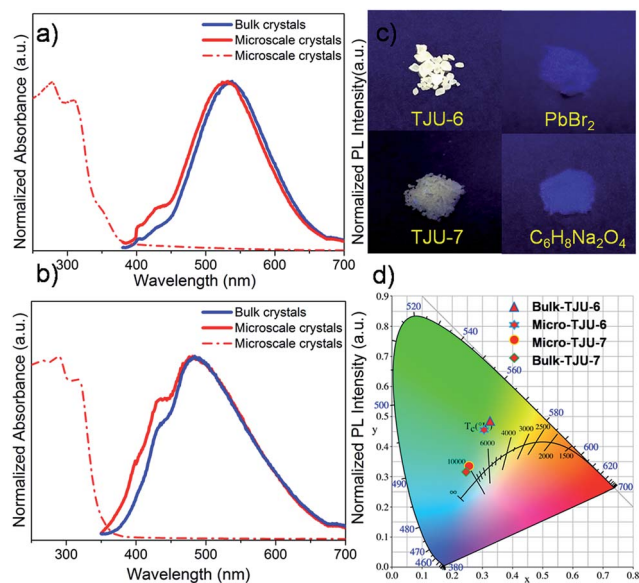 a)
Bulk crystals
Microscale crystals
Microscale crystals
Normalized Absorbance (a.u.)
Normalized PL Intensity(a.u.)
300 400 500 600 700
Wavelength (nm)
b)
Bulk crystals
Microscale crystals
Microscale crystals
Normalized Absorbance (a.u.)
Normalized PL Intensity (a.u.)
300 400 500 600 700
Wavelength (nm)
c)
TJU-6
PbBr2
TJU-7
C6H8Na2O4
d)
Bulk-TJU-6
Micro-TJU-6
Micro-TJU-7
Bulk-TJU-7
0.9
0.8
0.7
0.6
0.5
y
0.4
0.3
0.2
0.1
0.0
0.0 0.1 0.2 0.3 0.4 0.5 0.6 0.7 0.8
x
520
540
560
500
580
600
620
700
490
480
470
460
380
10000
6000
4000
3000
2500
2000
1500
∞